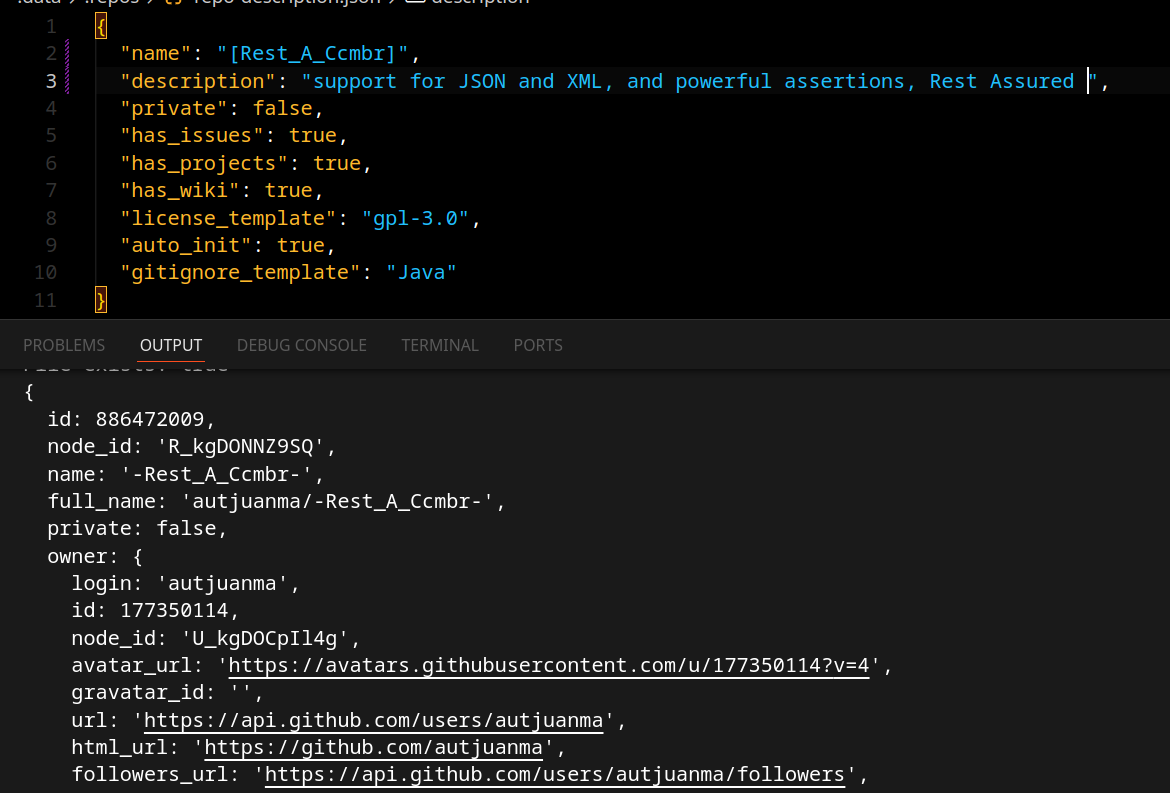 .data > .repos > {} repo-description.json > description
1 {
2 "name": "[Rest_A_Ccmbr]",
3 "description": "support for JSON and XML, and powerful assertions, Rest Assured ",
4 "private": false,
5 "has_issues": true,
6 "has_projects": true,
7 "has_wiki": true,
8 "license_template": "gpl-3.0",
9 "auto_init": true,
10 "gitignore_template": "Java"
11 }
PROBLEMS OUTPUT DEBUG CONSOLE TERMINAL PORTS
File exists: true
{
id: 886472009,
node_id: 'R_kgDONNZ9SQ',
name: '-Rest_A_Ccmbr-',
full_name: 'autjuanma/-Rest_A_Ccmbr-',
private: false,
owner: {
login: 'autjuanma',
id: 177350114,
node_id: 'U_kgDOCpIl4g',
avatar_url: 'https://avatars.githubusercontent.com/u/177350114?v=4',
gravatar_id: '',
url: 'https://api.github.com/users/autjuanma',
html_url: 'https://github.com/autjuanma',
followers_url: 'https://api.github.com/users/autjuanma/followers',